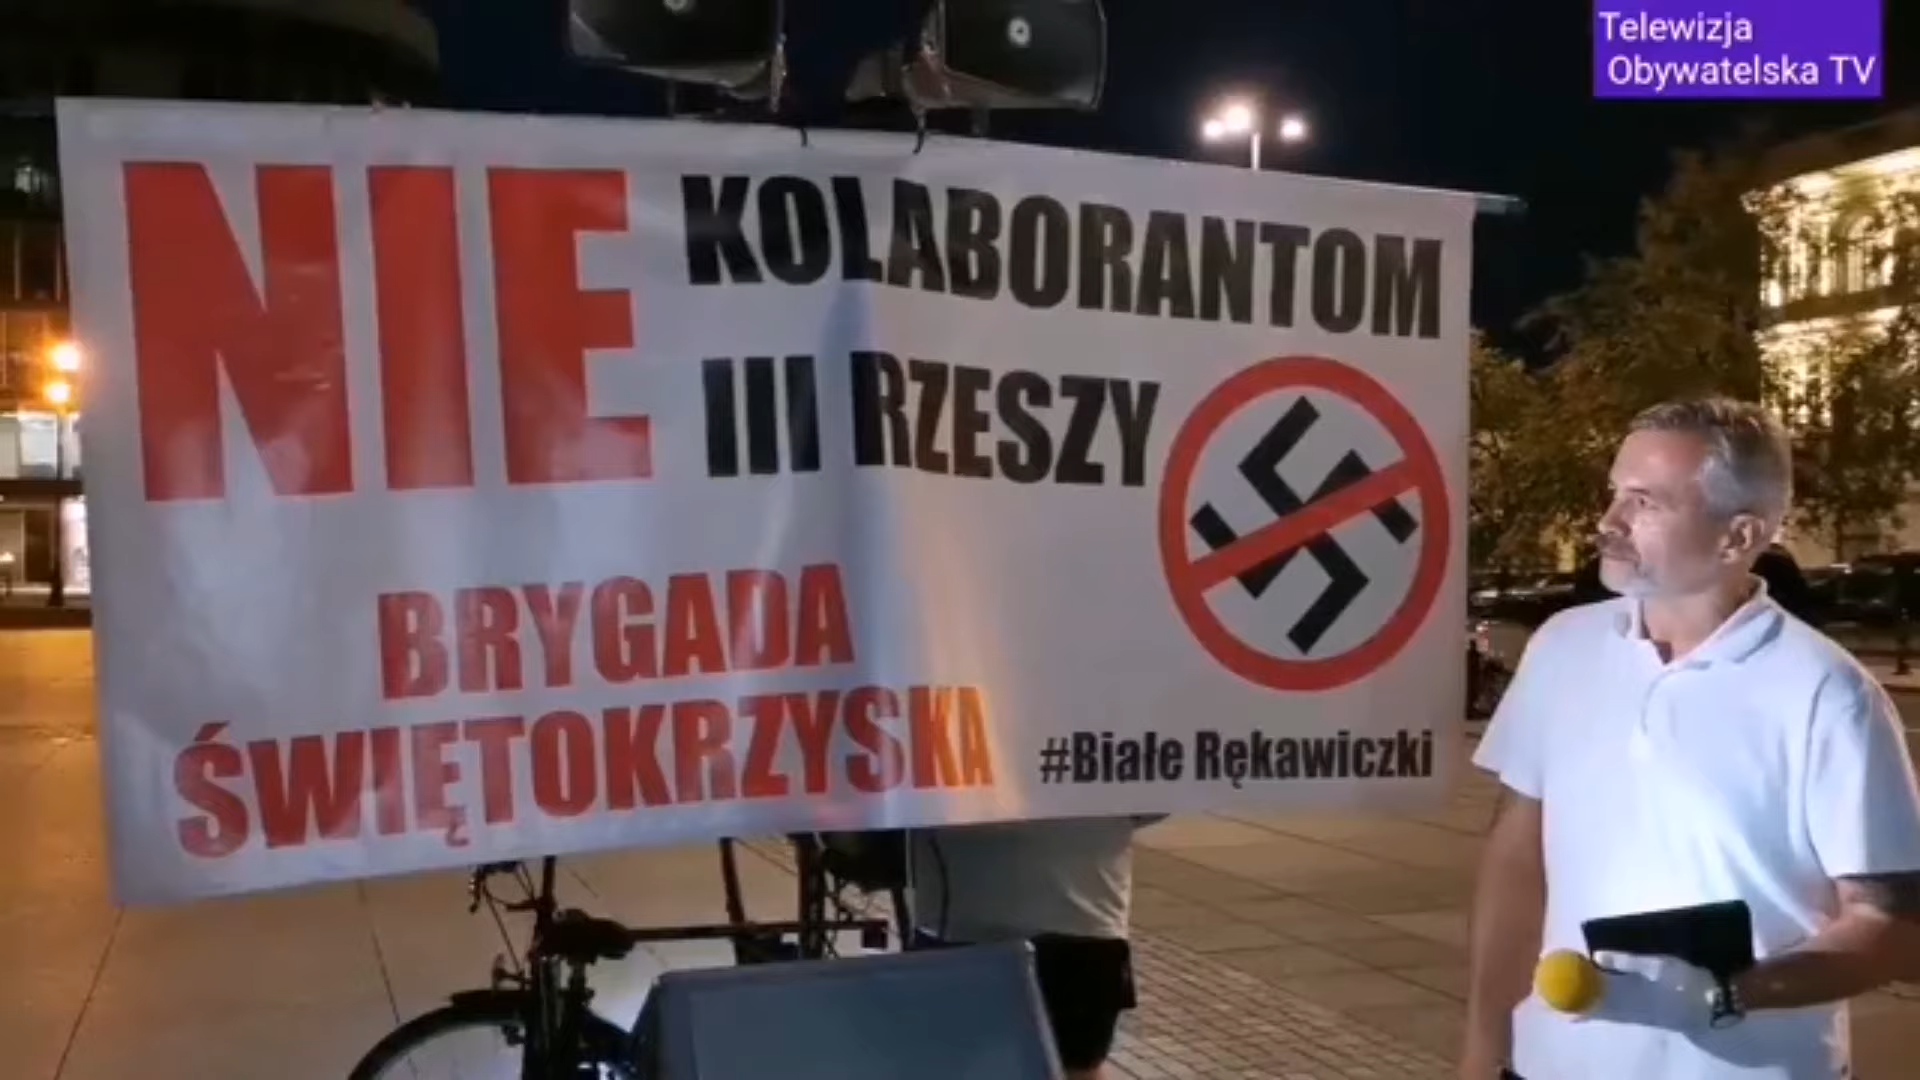 Telewizja
Obywatelska TV
NIE KOLABORANTOM
III RZESZY
BRYGADA
ŚWIĘTOKRZYSKA
#Białe Rękawiczki